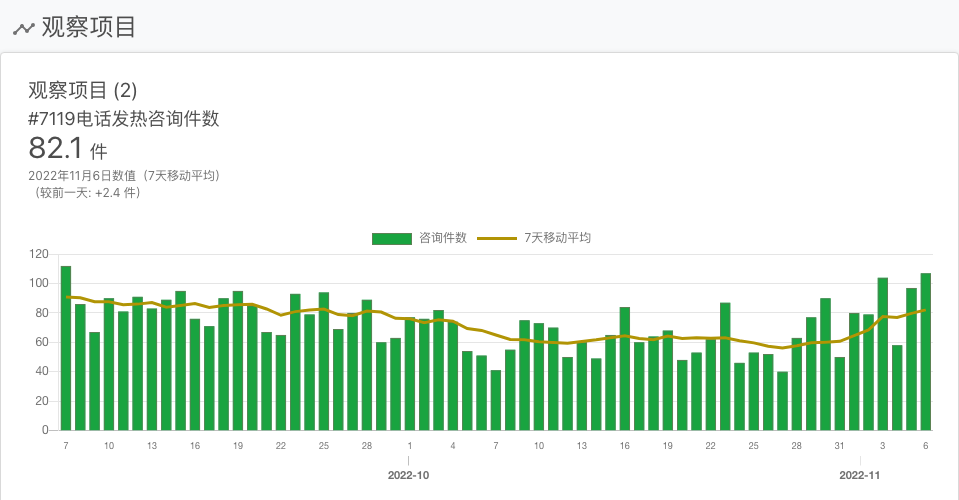 观察项目
观察项目 (2)
#7119电话发热咨询件数
82.1 件
2022年11月6日数值（7天移动平均）
（较前一天: +2.4 件）
咨询件数 7天移动平均
120
100
80
60
40
20
0
7 10 13 16 19 22 25 28 1 4 7 10 13 16 19 22 25 28 31 3 6
2022-10 2022-11